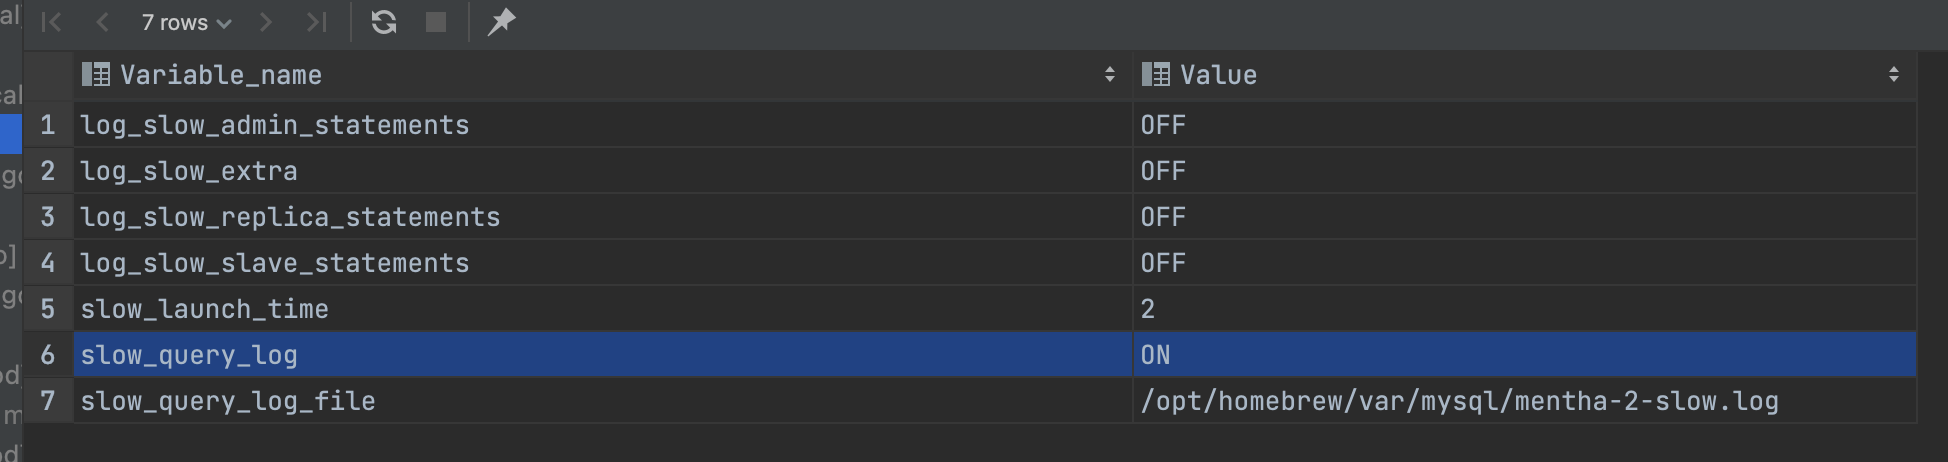 7 rows
Variable_name Value
1 log_slow_admin_statements OFF
2 log_slow_extra OFF
3 log_slow_replica_statements OFF
4 log_slow_slave_statements OFF
5 slow_launch_time 2
6 slow_query_log ON
7 slow_query_log_file /opt/homebrew/var/mysql/mentha-2-slow.log